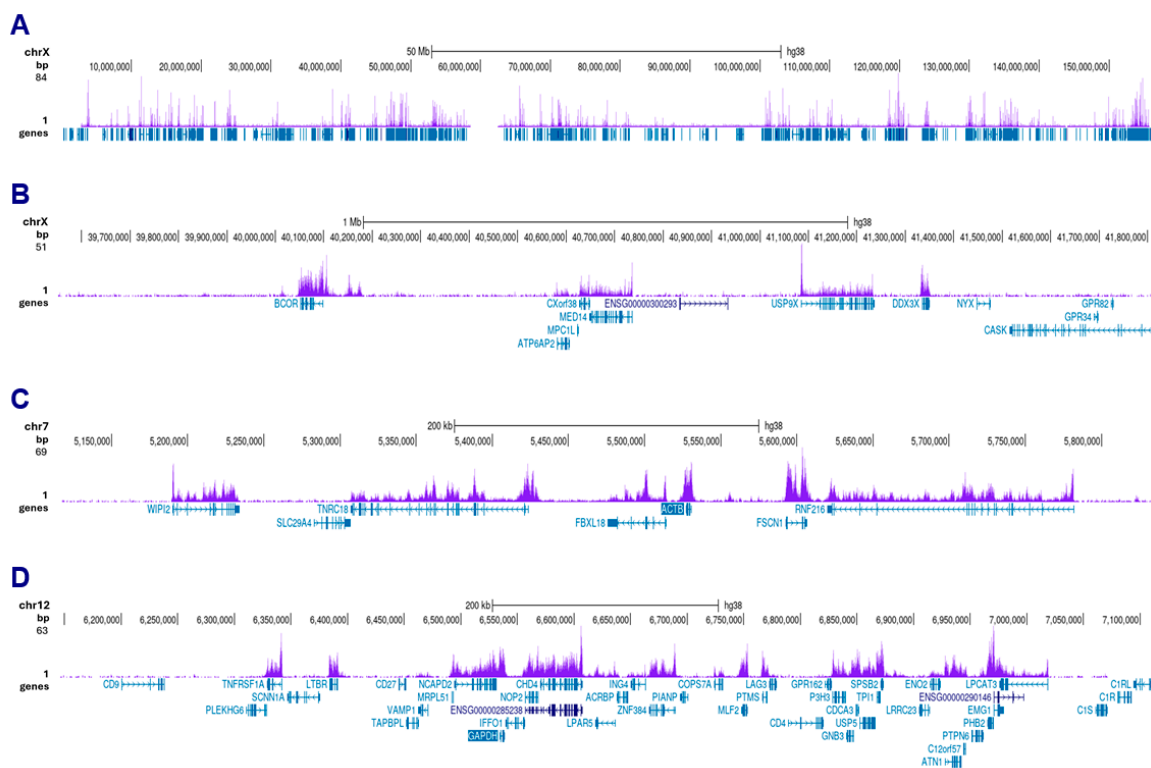 A
chrX 50 Mb hg38
bp 10,000,000 20,000,000 30,000,000 40,000,000 50,000,000 60,000,000 70,000,000 80,000,000 90,000,000 100,000,000 110,000,000 120,000,000 130,000,000 140,000,000 150,000,000
84
1
genes
B
chrX 1 Mb hg38
bp 39,700,000 39,800,000 39,900,000 40,000,000 40,100,000 40,200,000 40,300,000 40,400,000 40,500,000 40,600,000 40,700,000 40,800,000 40,900,000 41,000,000 41,100,000 41,200,000 41,300,000 41,400,000 41,500,000 41,600,000 41,700,000 41,800,000
51
1
genes BCOR CXorf38 ENSG0000300293 USP9X DDX3X NYX GPR82
MED14 GPR34
MPC1L CASK
ATP6AP2
C
chr7 200 kb hg38
bp 5,150,000 5,200,000 5,250,000 5,300,000 5,350,000 5,400,000 5,450,000 5,500,000 5,550,000 5,600,000 5,650,000 5,700,000 5,750,000 5,800,000
69
1
genes WIPI2 TNRC18 ACTB RNF216
SLC29A4 FBXL18 FSCN1
D
chr12 200 kb hg38
bp 6,200,000 6,250,000 6,300,000 6,350,000 6,400,000 6,450,000 6,500,000 6,550,000 6,600,000 6,650,000 6,700,000 6,750,000 6,800,000 6,850,000 6,900,000 6,950,000 7,000,000 7,050,000 7,100,000
63
1
genes CD9 TNFRSF1A LTBR CD27 NCAPD2 CHD4 ING4 COPS7A LAG3 GPR162 SPSB2 ENO2 LPCAT3 C1RL
SCNN1A MRPL51 NOP2 ACRBP PIANP PTMS P3H3 TPI1 ENSG00000290146 C1R
PLEKHG6 VAMP1 ENSG00000285238 ZNF384 MLF2 CDCA3 LRRC23 EMG1 C1S
TAPBPL IFFO1 LPAR5 CD4 USP5 PHB2
GAPDH GNB3 PTPN6
C12orf57
ATN1